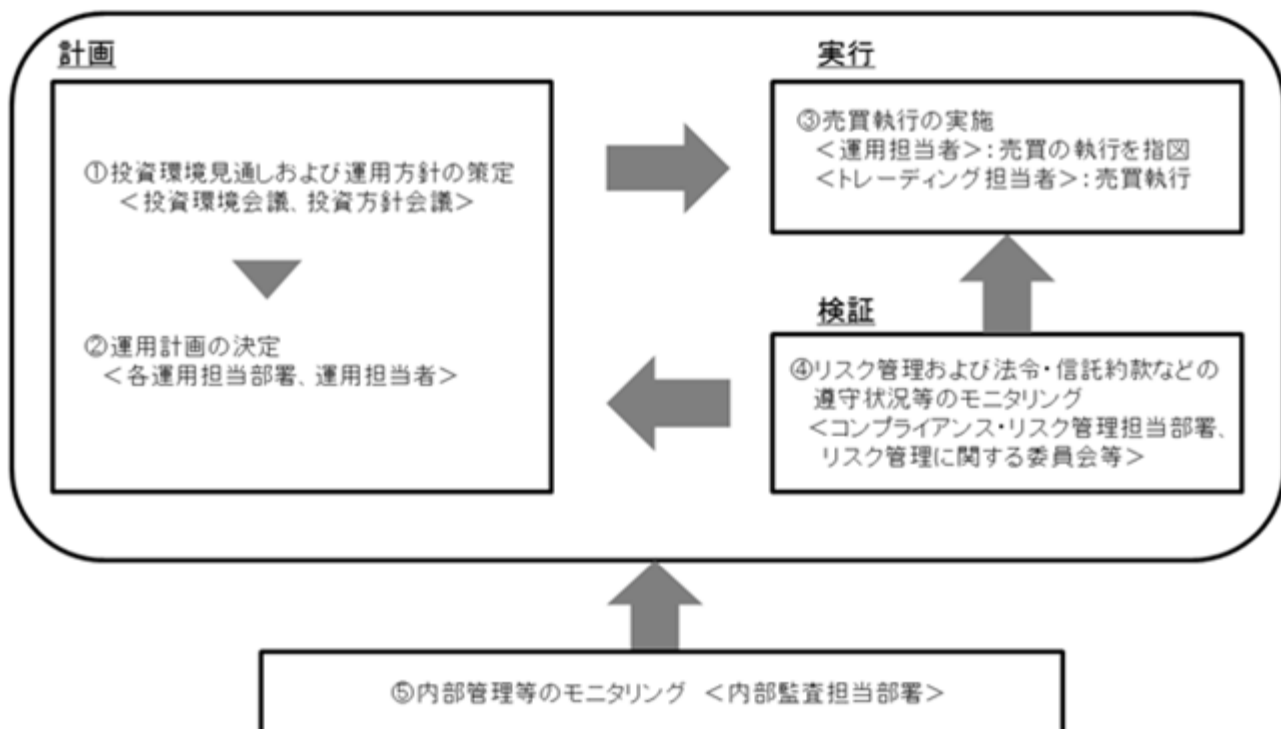 計画
①投資環境見通しおよび運用方針の策定
＜投資環境会議、投資方針会議＞
②運用計画の決定
＜各運用担当部署、運用担当者＞
実行
③売買執行の実施
＜運用担当者＞：売買の執行を指図
＜トレーディング担当者＞：売買執行
検証
④リスク管理および法令・信託約款などの
遵守状況等のモニタリング
＜コンプライアンス・リスク管理担当部署、
リスク管理に関する委員会等＞
⑤内部管理等のモニタリング ＜内部監査担当部署＞